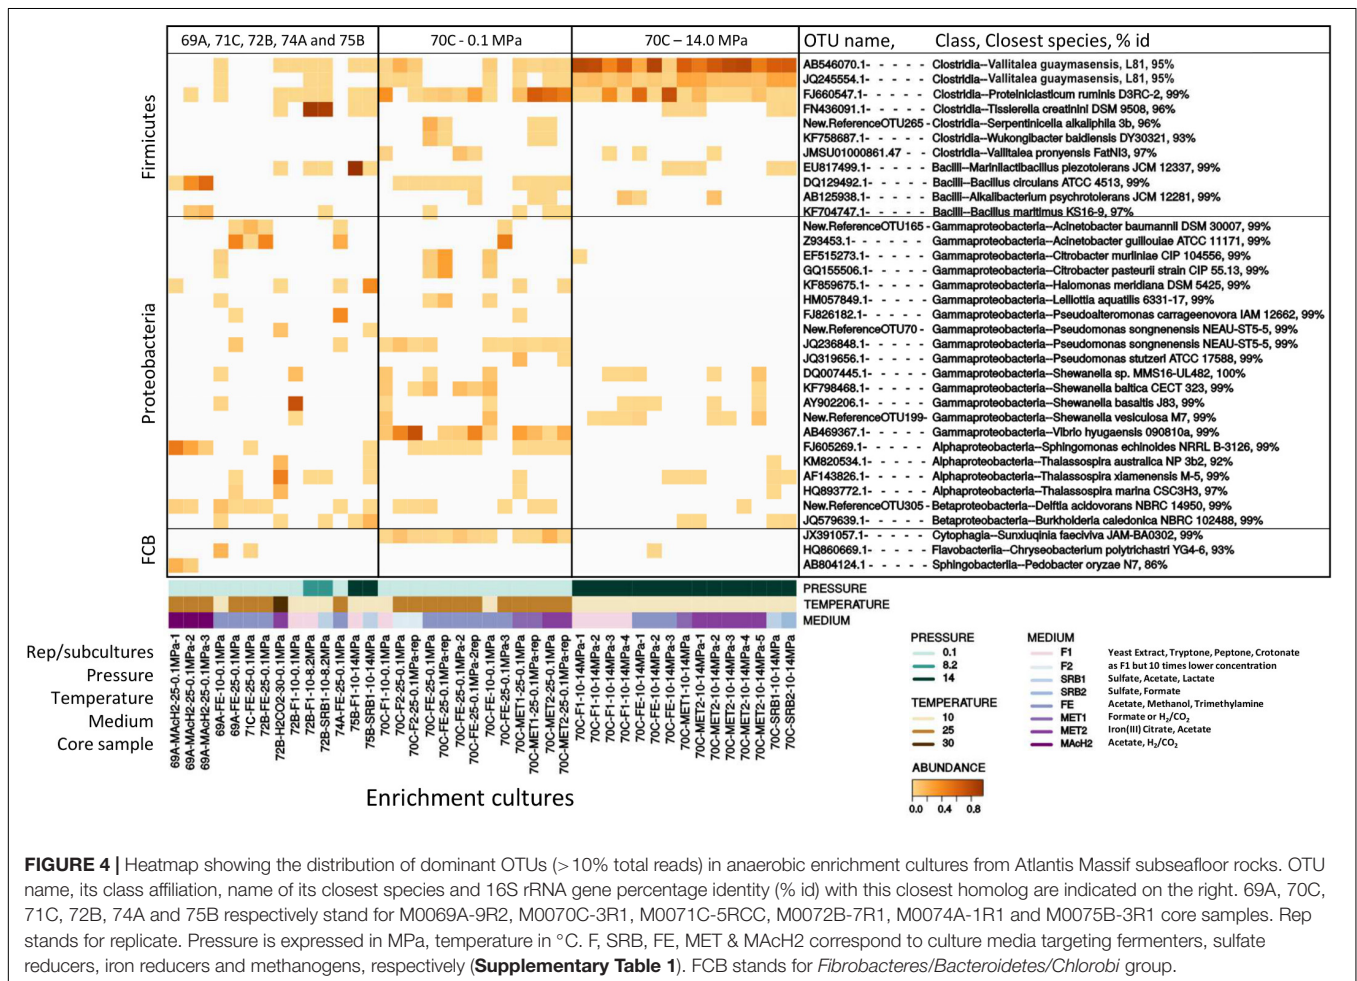 69A, 71C, 72B, 74A and 75B
70C - 0.1 MPa
70C – 14.0 MPa
OTU name,
Class, Closest species, % id
Firmicutes
AB546070.1- - - - - Clostridia--Vallitalea guaymasensis, L81, 95%
JQ245554.1- - - - - Clostridia--Vallitalea guaymasensis, L81, 95%
FJ660547.1- - - - - Clostridia--Proteiniclasticum ruminis D3RC-2, 99%
FN436091.1- - - - - Clostridia--Tissierella creatinini DSM 9508, 96%
New.ReferenceOTU265 - Clostridia--Serpentinicella alkaliphila 3b, 96%
KF758687.1- - - - - Clostridia--Wukongibacter baidiensis DY30321, 93%
JMSU01000861.47 - - - Clostridia--Vallitalea pronyensis FatNI3, 97%
EU817499.1- - - - - Bacilli--Marinilactibacillus piezotolerans JCM 12337, 99%
DQ129492.1- - - - - Bacilli--Bacillus circulans ATCC 4513, 99%
AB125938.1- - - - - Bacilli--Alkalibacterium psychrotolerans JCM 12281, 99%
KF704747.1- - - - - Bacilli--Bacillus maritimus KS16-9, 97%
Proteobacteria
New.ReferenceOTU165 - Gammaproteobacteria--Acinetobacter baumannii DSM 30007, 99%
Z93453.1- - - - - - Gammaproteobacteria--Acinetobacter guillouiae ATCC 11171, 99%
EF515273.1- - - - - Gammaproteobacteria--Citrobacter murliniae CIP 104556, 99%
GQ155506.1- - - - - Gammaproteobacteria--Citrobacter pasteurii strain CIP 55.13, 99%
KF859675.1- - - - - Gammaproteobacteria--Halomonas meridiana DSM 5425, 99%
HM057849.1- - - - - Gammaproteobacteria--Lelliottia aquatilis 6331-17, 99%
FJ826182.1- - - - - Gammaproteobacteria--Pseudoalteromonas carrageenovora IAM 12662, 99%
New.ReferenceOTU70 - Gammaproteobacteria--Pseudomonas songnenensis NEAU-ST5-5, 99%
JQ236848.1- - - - - Gammaproteobacteria--Pseudomonas songnenensis NEAU-ST5-5, 99%
JQ319656.1- - - - - Gammaproteobacteria--Pseudomonas stutzeri ATCC 17588, 99%
DQ007445.1- - - - - Gammaproteobacteria--Shewanella sp. MMS16-UL482, 100%
KF798468.1- - - - - Gammaproteobacteria--Shewanella baltica CECT 323, 99%
AY902206.1- - - - - Gammaproteobacteria--Shewanella basaltis J83, 99%
New.ReferenceOTU199- Gammaproteobacteria--Shewanella vesiculosa M7, 99%
AB469367.1- - - - - Gammaproteobacteria--Vibrio hyugaensis 090810a, 99%
FJ605269.1- - - - - Alphaproteobacteria--Sphingomonas echinoides NRRL B-3126, 99%
KM820534.1- - - - - Alphaproteobacteria--Thalassospira australica NP 3b2, 92%
AF143826.1- - - - - Alphaproteobacteria--Thalassospira xiamenensis M-5, 99%
HQ893772.1- - - - - Alphaproteobacteria--Thalassospira marina CSC3H3, 97%
New.ReferenceOTU305 - Betaproteobacteria--Delftia acidovorans NBRC 14950, 99%
JQ579639.1- - - - - Betaproteobacteria--Burkholderia caledonica NBRC 102488, 99%
FCB
JX391057.1- - - - - Cytophagia--Sunxiuqinia faeciviva JAM-BA0302, 99%
HQ860669.1- - - - - Flavobacteriia--Chryseobacterium polytrichastri YG4-6, 93%
AB804124.1- - - - - Sphingobacteriia--Pedobacter oryzae N7, 86%
PRESSURE
TEMPERATURE
MEDIUM
Rep/subcultures
Pressure
Temperature
Medium
Core sample
69A-MAcH2-25-0.1MPa-1
69A-MAcH2-25-0.1MPa-2
69A-MAcH2-25-0.1MPa-3
69A-FE-10-0.1MPa
69A-FE-25-0.1MPa
71C-FE-25-0.1MPa
72B-FE-25-0.1MPa
72B-H2CO2-30-0.1MPa
72B-F1-10-0.1MPa
72B-F1-10-8.2MPa
72B-SRB1-10-8.2MPa
74A-FE-25-0.1MPa
75B-F1-10-14MPa
75B-SRB1-10-14MPa
70C-F1-10-0.1MPa
70C-F2-25-0.1MPa
70C-F2-25-0.1MPa-rep
70C-FE-25-0.1MPa
70C-FE-25-0.1MPa-rep
70C-FE-25-0.1MPa-2
70C-FE-25-0.1MPa-2rep
70C-FE-10-0.1MPa
70C-FE-25-0.1MPa-3
70C-MET1-25-0.1MPa
70C-MET1-25-0.1MPa-rep
70C-MET2-25-0.1MPa
70C-MET2-25-0.1MPa-rep
70C-F1-10-14MPa-1
70C-F1-10-14MPa-2
70C-F1-10-14MPa-3
70C-F1-10-14MPa-4
70C-FE-10-14MPa-1
70C-FE-10-14MPa-2
70C-FE-10-14MPa-3
70C-MET1-10-14MPa
70C-MET2-10-14MPa-1
70C-MET2-10-14MPa-2
70C-MET2-10-14MPa-3
70C-MET2-10-14MPa-4
70C-MET2-10-14MPa-5
70C-SRB1-10-14MPa
70C-SRB2-10-14MPa
Enrichment cultures
PRESSURE
0.1
8.2
14
TEMPERATURE
10
25
30
ABUNDANCE
0.0 0.4 0.8
MEDIUM
F1 Yeast Extract, Tryptone, Peptone, Crotonate
F2 as F1 but 10 times lower concentration
SRB1 Sulfate, Acetate, Lactate
SRB2 Sulfate, Formate
FE Acetate, Methanol, Trimethylamine
MET1 Formate or H₂/CO₂
MET2 Iron(III) Citrate, Acetate
MAcH2 Acetate, H₂/CO₂
FIGURE 4 | Heatmap showing the distribution of dominant OTUs (>10% total reads) in anaerobic enrichment cultures from Atlantis Massif subseafloor rocks. OTU
name, its class affiliation, name of its closest species and 16S rRNA gene percentage identity (% id) with this closest homolog are indicated on the right. 69A, 70C,
71C, 72B, 74A and 75B respectively stand for M0069A-9R2, M0070C-3R1, M0071C-5RCC, M0072B-7R1, M0074A-1R1 and M0075B-3R1 core samples. Rep
stands for replicate. Pressure is expressed in MPa, temperature in °C. F, SRB, FE, MET & MAcH2 correspond to culture media targeting fermenters, sulfate
reducers, iron reducers and methanogens, respectively (Supplementary Table 1). FCB stands for Fibrobacteres/Bacteroidetes/Chlorobi group.